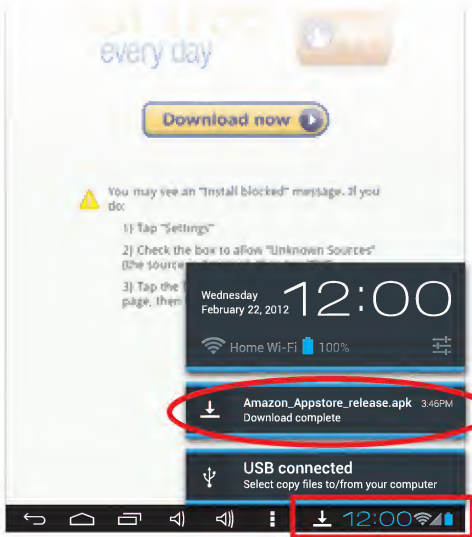 every day
Download now
You may see an "Install blocked" message. If you
do:
1) Tap "Settings"
2) Check the box to allow "Unknown Sources"
(the source
3) Tap the
page, then
Wednesday
February 22, 2012
12:00
Home Wi-Fi 100%
Amazon_Appstore_release.apk 3.46PM
Download complete
USB connected
Select copy files to/from your computer
12:00